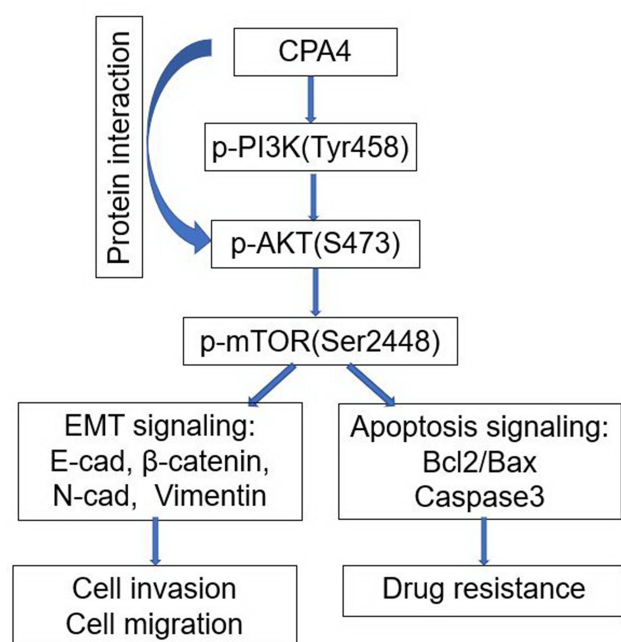 CPA4
Protein interaction
p-PI3K(Tyr458)
p-AKT(S473)
p-mTOR(Ser2448)
EMT signaling:
E-cad, β-catenin,
N-cad, Vimentin
Apoptosis signaling:
Bcl2/Bax
Caspase3
Cell invasion
Cell migration
Drug resistance